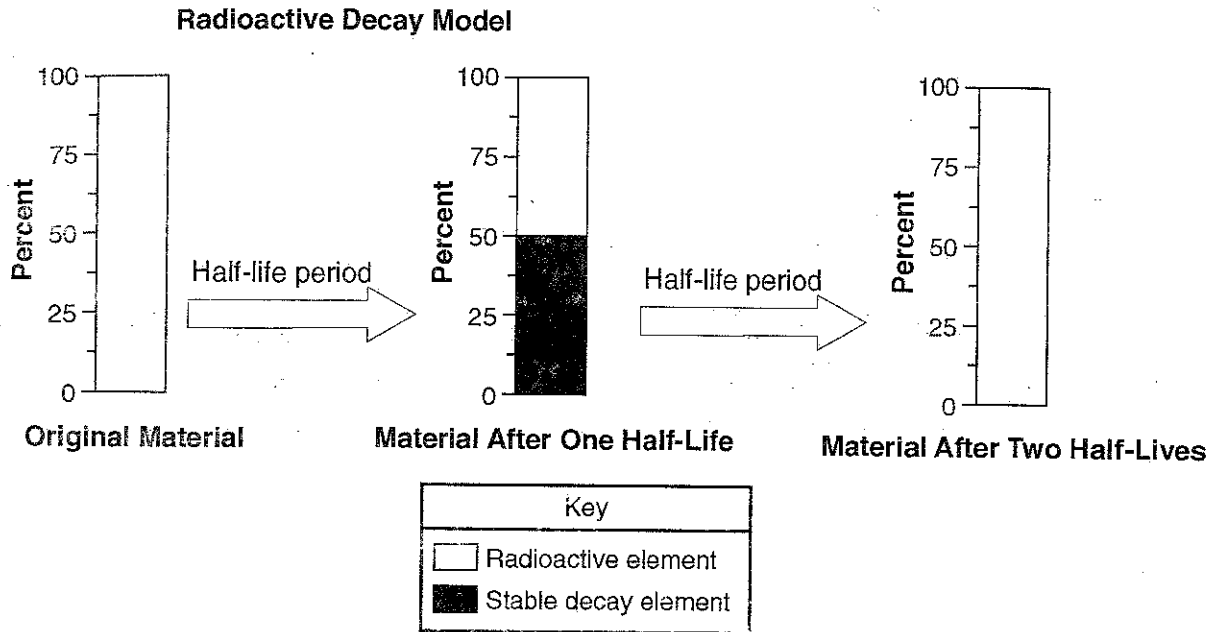 Radioactive Decay Model
100
75
50
25
0
Percent
Original Material
Half-life period
100
75
50
25
0
Percent
Material After One Half-Life
Half-life period
100
75
50
25
0
Percent
Material After Two Half-Lives
Key
Radioactive element
Stable decay element